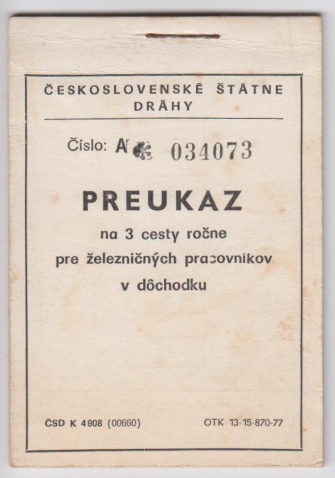 ČESKOSLOVENSKÉ ŠTÁTNE
DRÁHY
Číslo: A 034073
PREUKAZ
na 3 cesty ročne
pre železničných pracovníkov
v dôchodku
ČSD K 4908 (00660) OTK 13-15-870-77